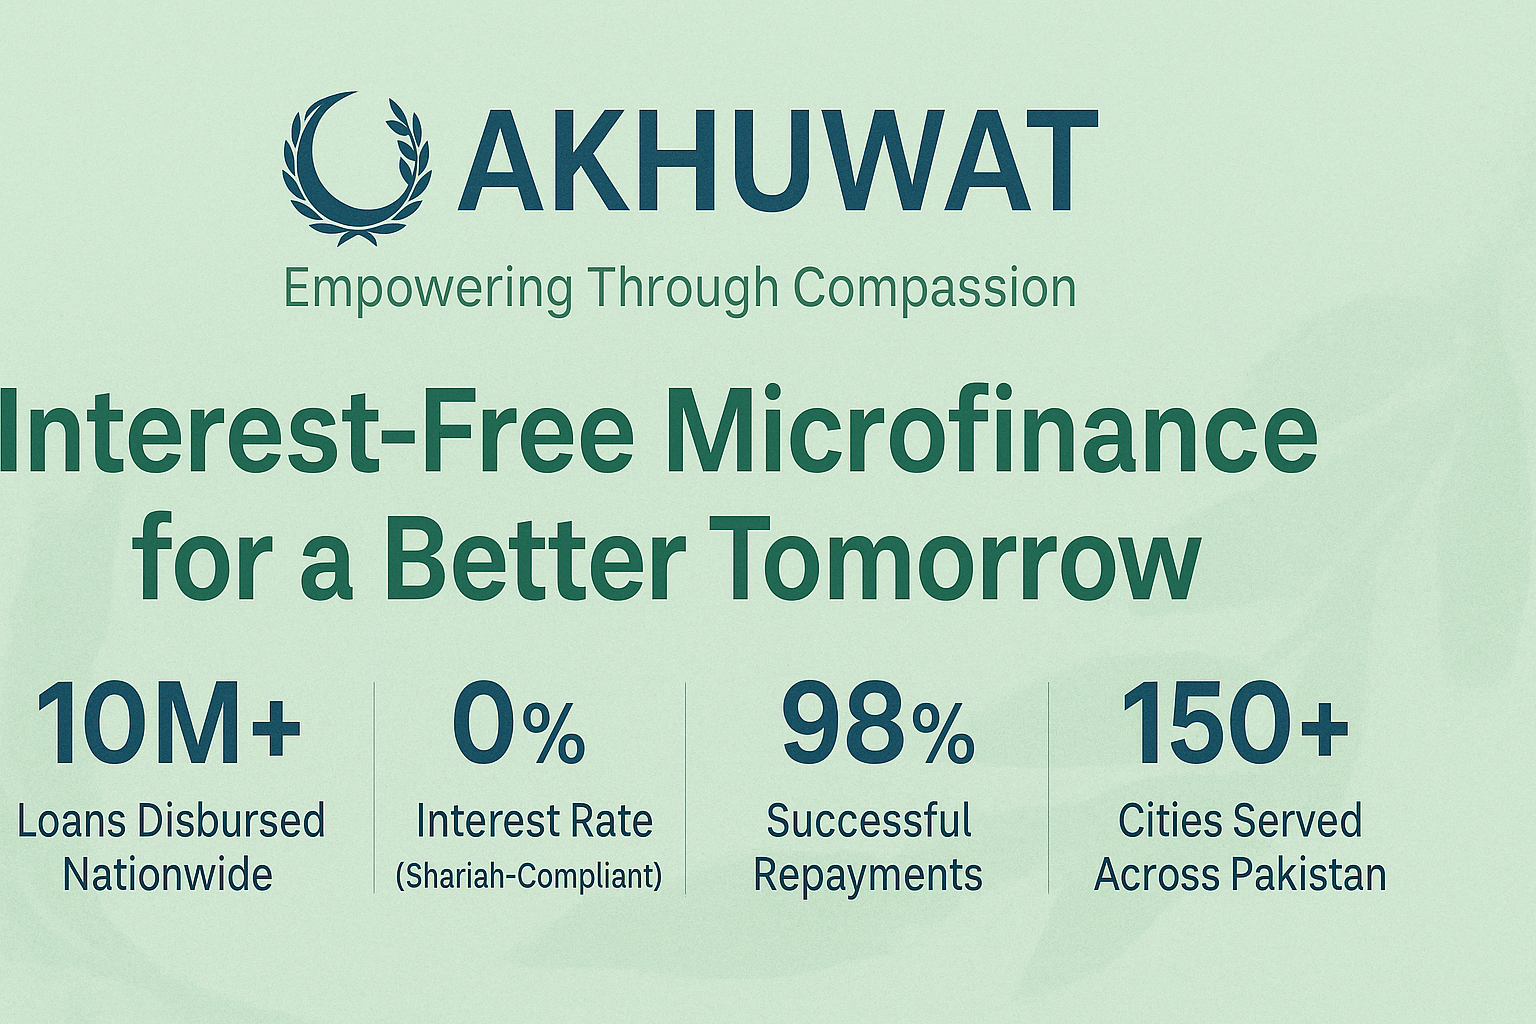 AKHUWAT
Empowering Through Compassion
Interest-Free Microfinance
for a Better Tomorrow
10M+
Loans Disbursed
Nationwide
0%
Interest Rate
(Shariah-Compliant)
98%
Successful
Repayments
150+
Cities Served
Across Pakistan